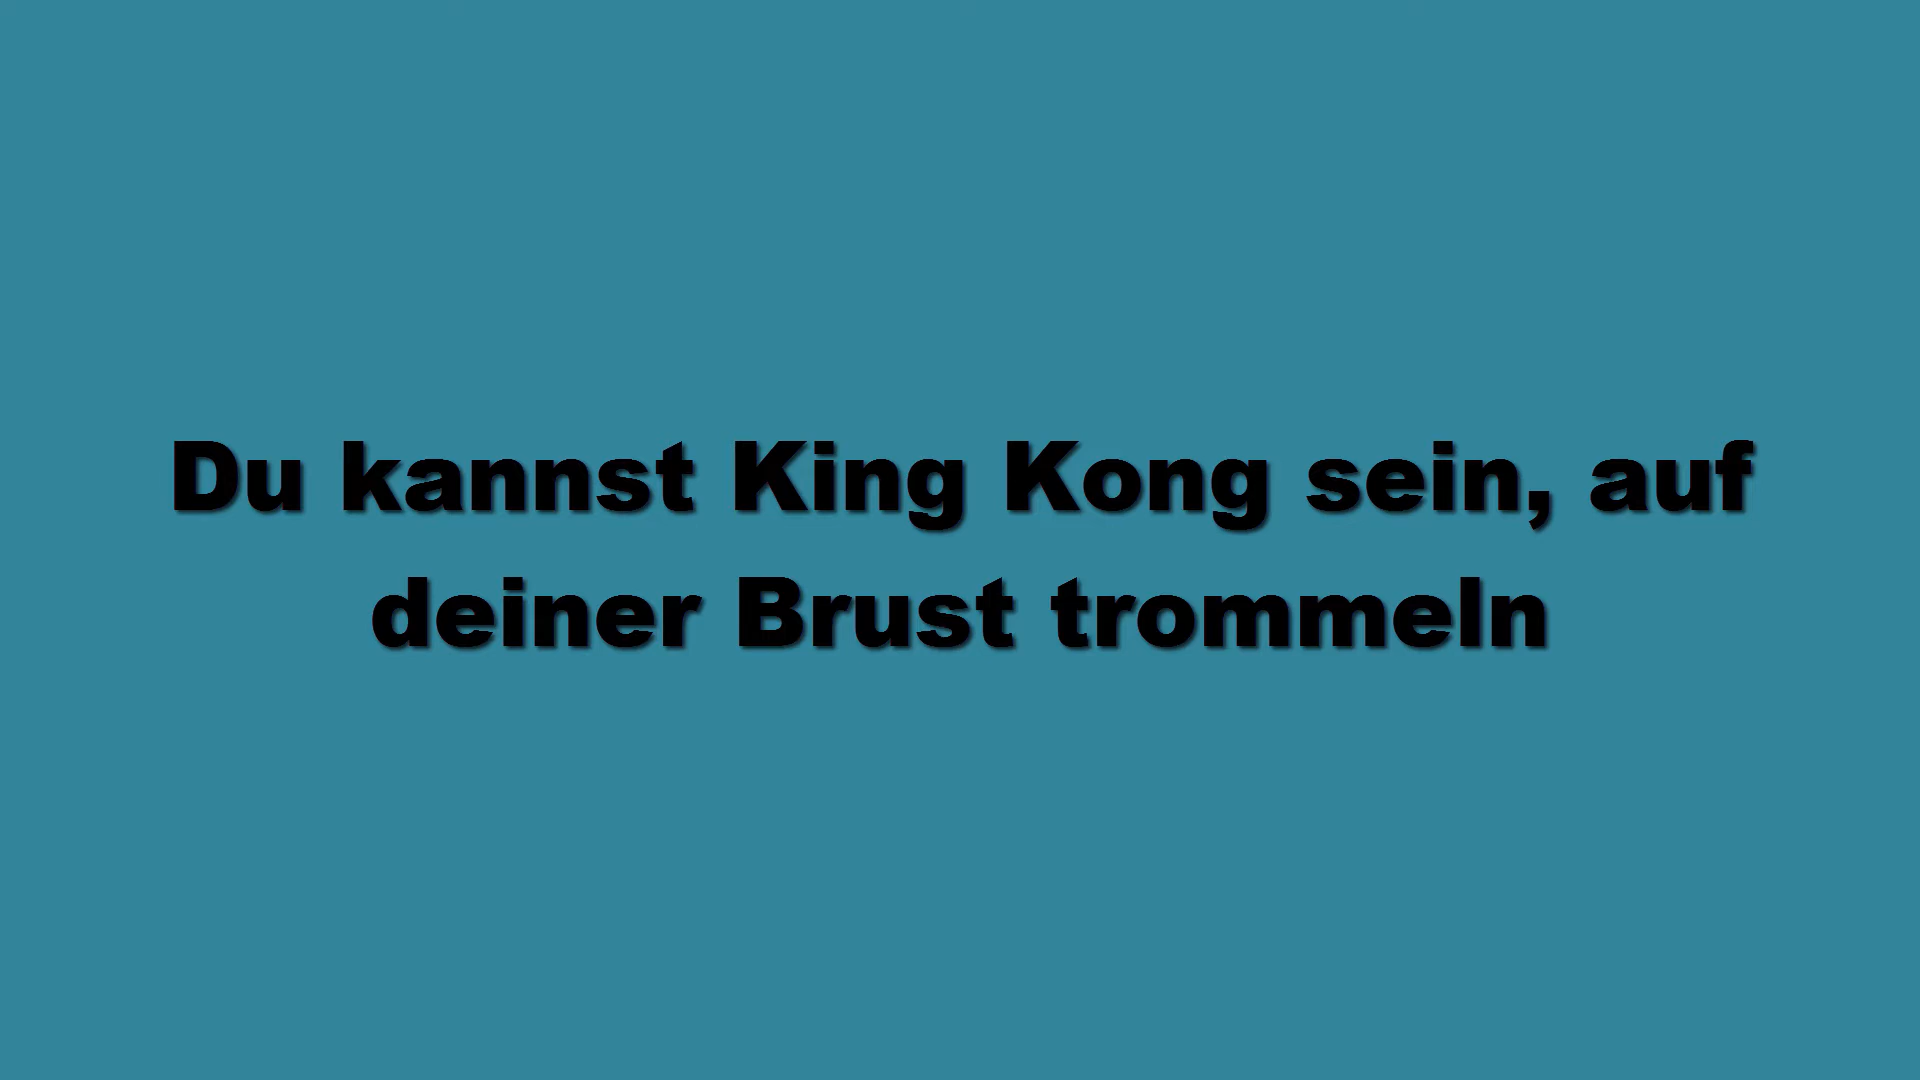 Du kannst King Kong sein, auf
deiner Brust trommeln